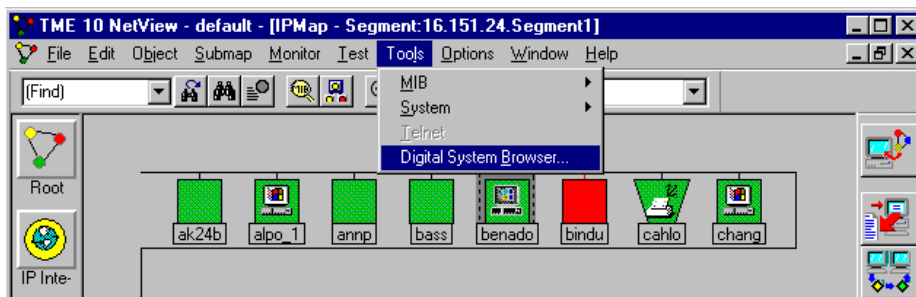 TME 10 NetView - default - [IPMap - Segment:16.151.24.Segment1]
File Edit Object Submap Monitor Test Tools Options Window Help
(Find)
MIB
System
Telnet
Digital System Browser...
Root
ak24b alpo_1 annp bass benado bindu cahlo chang
IP Inte-